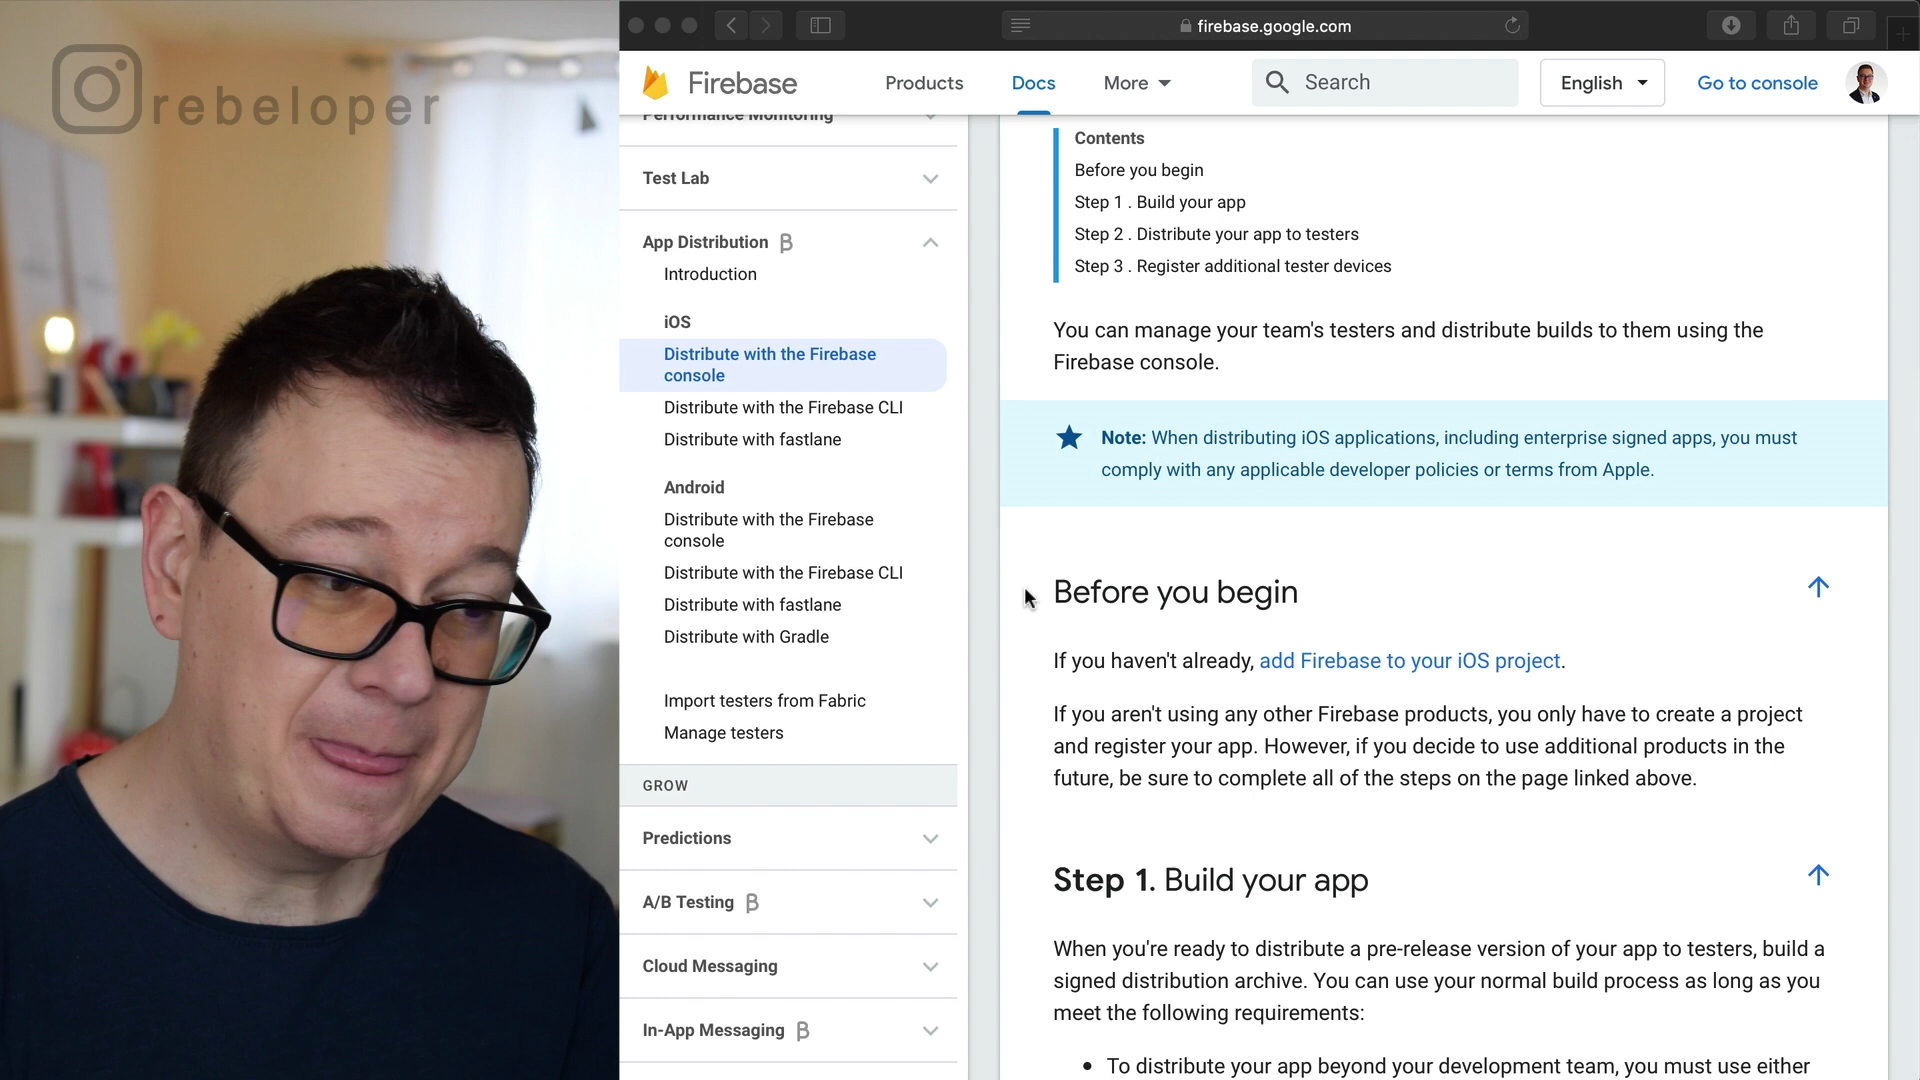 rebeloper
firebase.google.com
Firebase
Products
Docs
More
Search
English
Go to console
Performance Monitoring
Test Lab
App Distribution β
Introduction
iOS
Distribute with the Firebase
console
Distribute with the Firebase CLI
Distribute with fastlane
Android
Distribute with the Firebase
console
Distribute with the Firebase CLI
Distribute with fastlane
Distribute with Gradle
Import testers from Fabric
Manage testers
GROW
Predictions
A/B Testing β
Cloud Messaging
In-App Messaging β
Contents
Before you begin
Step 1 . Build your app
Step 2 . Distribute your app to testers
Step 3 . Register additional tester devices
You can manage your team's testers and distribute builds to them using the
Firebase console.
Note: When distributing iOS applications, including enterprise signed apps, you must
comply with any applicable developer policies or terms from Apple.
Before you begin
If you haven't already, add Firebase to your iOS project.
If you aren't using any other Firebase products, you only have to create a project
and register your app. However, if you decide to use additional products in the
future, be sure to complete all of the steps on the page linked above.
Step 1. Build your app
When you're ready to distribute a pre-release version of your app to testers, build a
signed distribution archive. You can use your normal build process as long as you
meet the following requirements:
• To distribute your app beyond your development team, you must use either